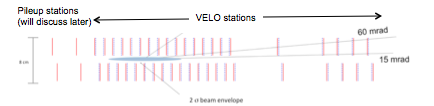 Pileup stations
(will discuss later)
VELO stations
60 mrad
15 mrad
2 σ beam envelope